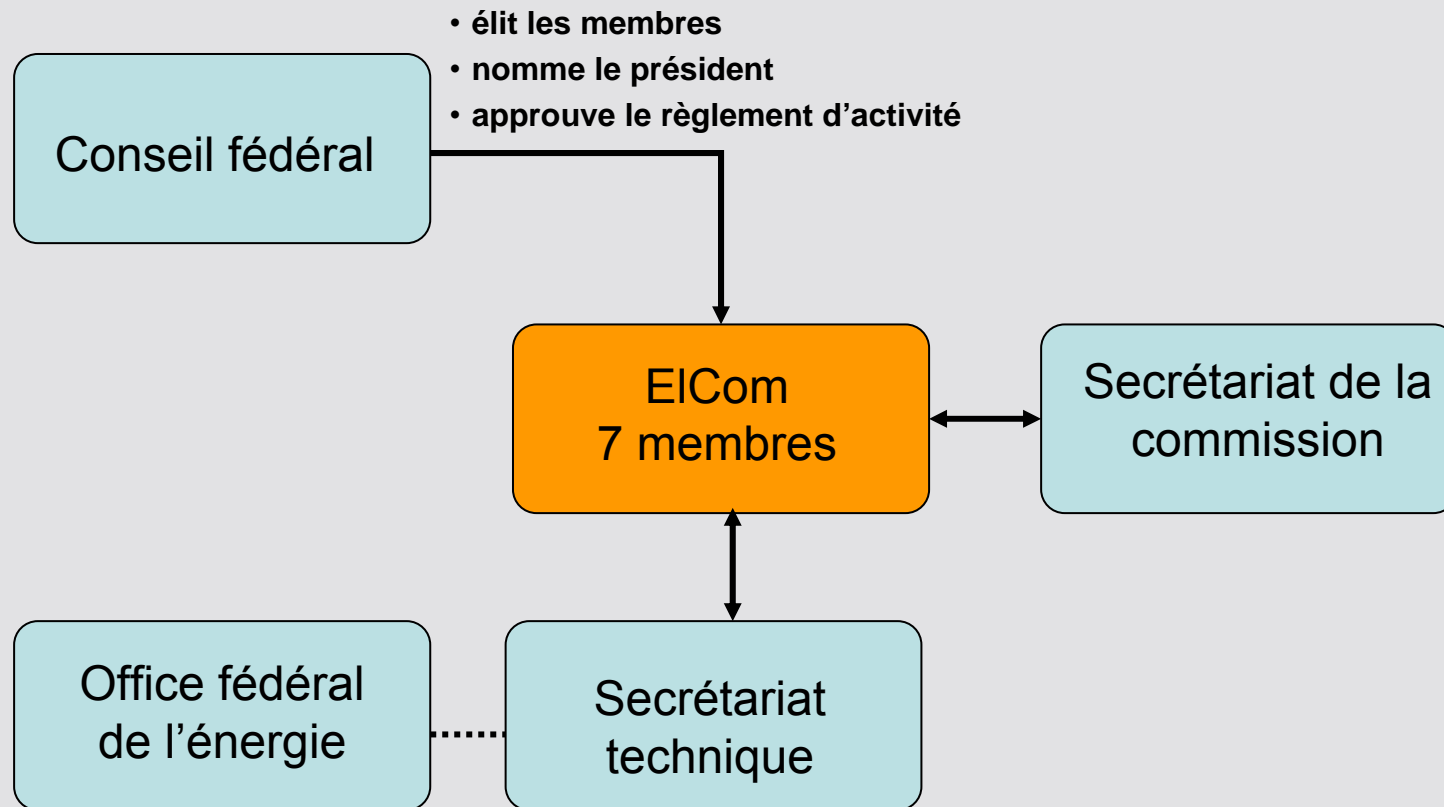 • élit les membres
• nomme le président
• approuve le règlement d’activité
Conseil fédéral
ElCom
7 membres
Secrétariat de la
commission
Office fédéral
de l’énergie
Secrétariat
technique